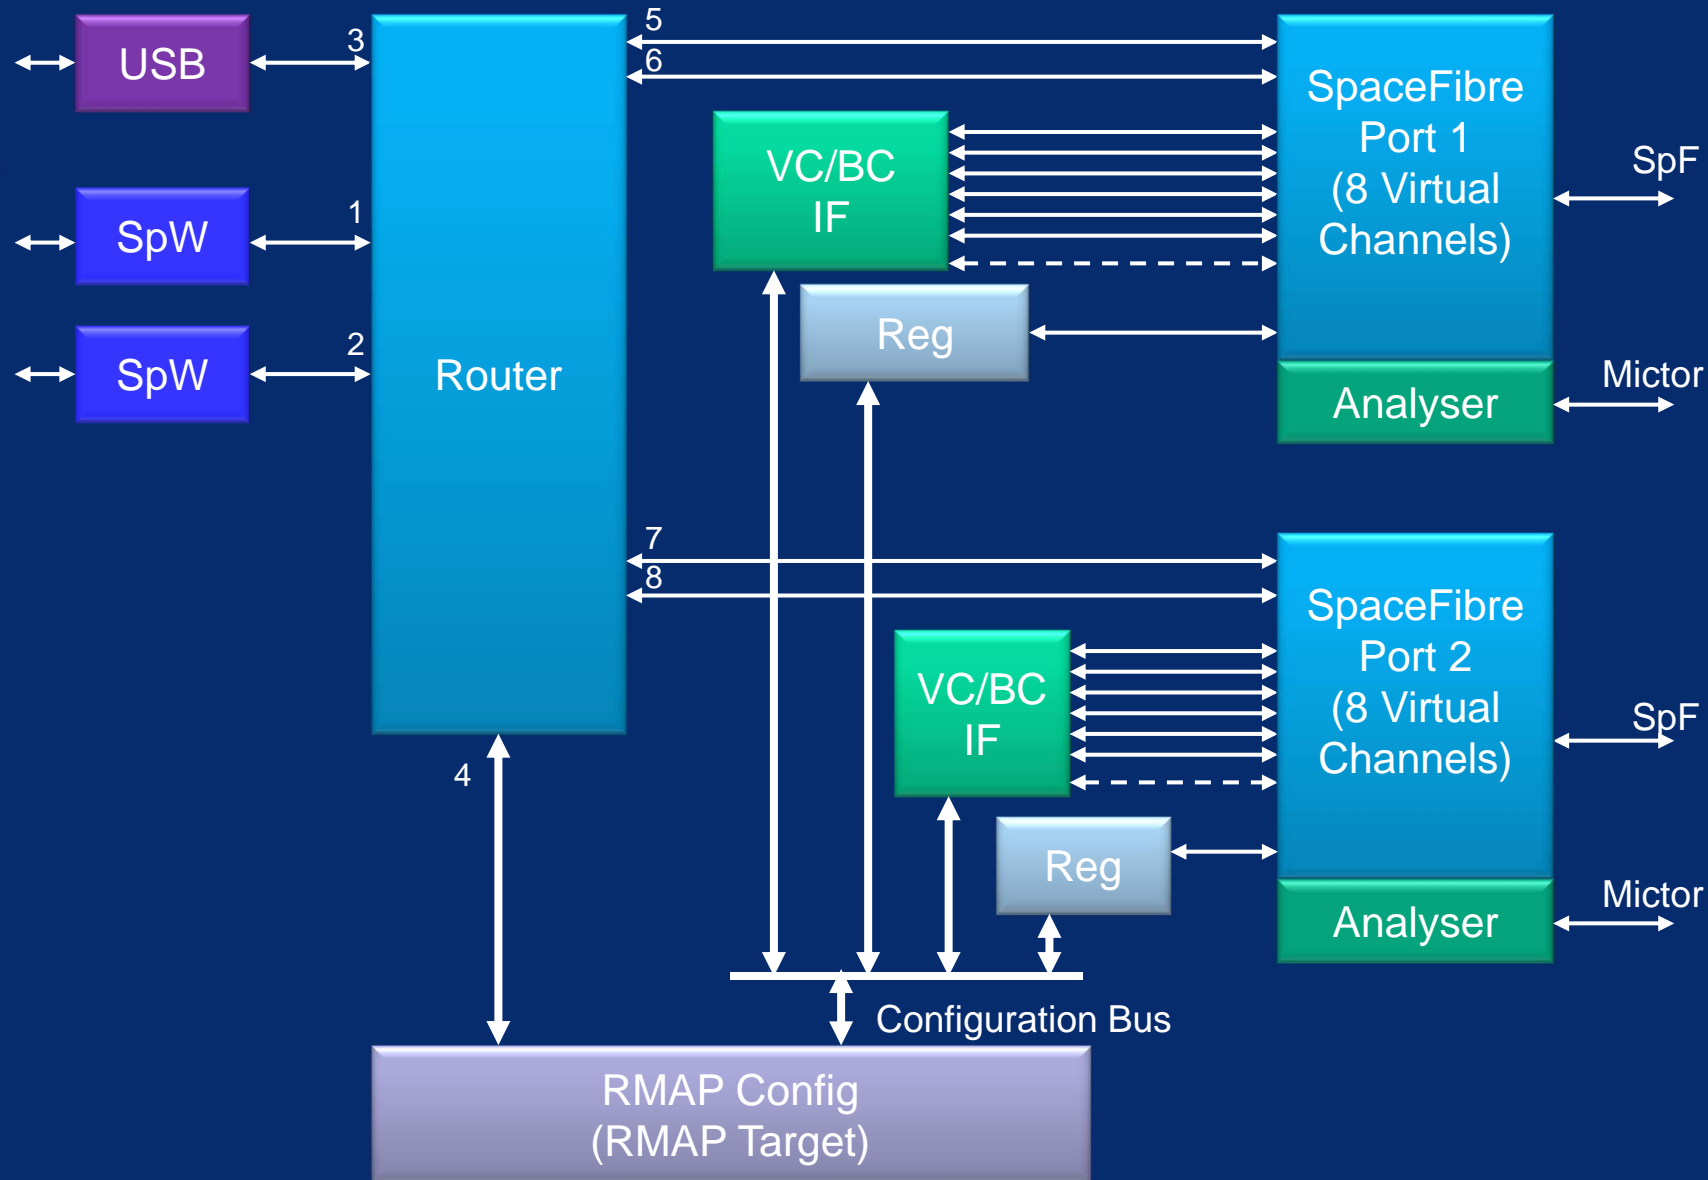 USB
3
SpW
1
SpW
2
Router
5
6
VC/BC
IF
Reg
SpaceFibre
Port 1
(8 Virtual
Channels)
SpF
Analyser
Mictor
7
8
VC/BC
IF
Reg
SpaceFibre
Port 2
(8 Virtual
Channels)
SpF
Analyser
Mictor
4
Configuration Bus
RMAP Config
(RMAP Target)